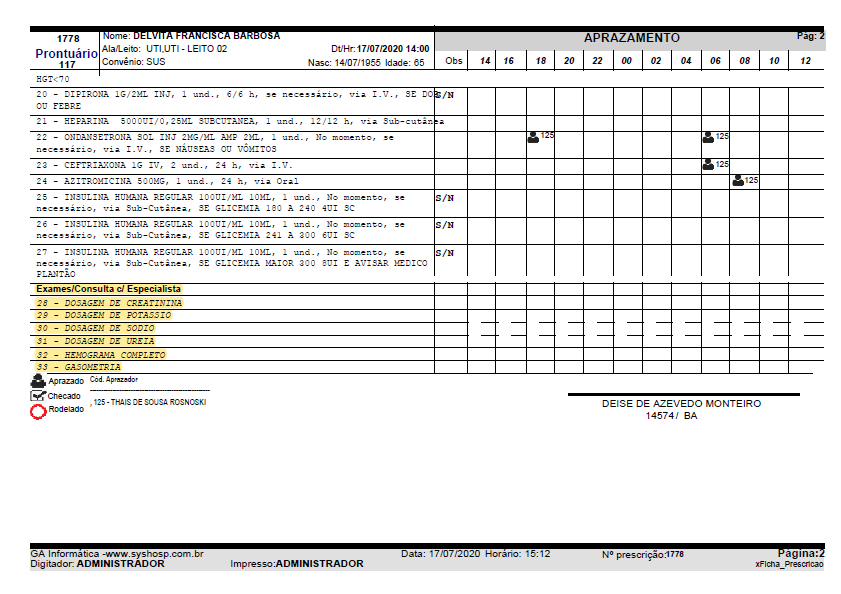 1778
Prontuário
117
Nome: DELVITA FRANCISCA BARBOSA
Ala/Leito: UTI,UTI - LEITO 02 Dt/Hr:17/07/2020 14:00
Convênio: SUS Nasc: 14/07/1955 Idade: 65
APRAZAMENTO Pág: 2
Obs 14 16 18 20 22 00 02 04 06 08 10 12
HGT<70
20 - DIPIRONA 1G/2ML INJ, 1 und., 6/6 h, se necessário, via I.V., SE DOR S/N
OU FEBRE
21 - HEPARINA 5000UI/0,25ML SUBCUTANEA, 1 und., 12/12 h, via Sub-cutânea
22 - ONDANSETRONA SOL INJ 2MG/ML AMP 2ML, 1 und., No momento, se 125 125
necessário, via I.V., SE NÁUSEAS OU VÔMITOS
23 - CEFTRIAXONA 1G IV, 2 und., 24 h, via I.V. 125
24 - AZITROMICINA 500MG, 1 und., 24 h, via Oral 125
25 - INSULINA HUMANA REGULAR 100UI/ML 10ML, 1 und., No momento, se S/N
necessário, via Sub-Cutânea, SE GLICEMIA 180 A 240 4UI SC
26 - INSULINA HUMANA REGULAR 100UI/ML 10ML, 1 und., No momento, se S/N
necessário, via Sub-Cutânea, SE GLICEMIA 241 A 300 6UI SC
27 - INSULINA HUMANA REGULAR 100UI/ML 10ML, 1 und., No momento, se S/N
necessário, via Sub-Cutânea, SE GLICEMIA MAIOR 300 8UI E AVISAR MEDICO
PLANTÃO
Exames/Consulta c/ Especialista
28 - DOSAGEM DE CREATININA
29 - DOSAGEM DE POTASSIO
30 - DOSAGEM DE SODIO
31 - DOSAGEM DE UREIA
32 - HEMOGRAMA COMPLETO
33 - GASOMETRIA
Aprazado Cód. Aprazador
Checado
, 125 - THAIS DE SOUSA ROSNOSKI
Rodelado
DEISE DE AZEVEDO MONTEIRO
14574 / BA
GA Informática -www.syshosp.com.br Data: 17/07/2020 Horário: 15:12 Nº prescrição:1778 Página:2
Digitador: ADMINISTRADOR Impresso:ADMINISTRADOR xFicha_Prescricao